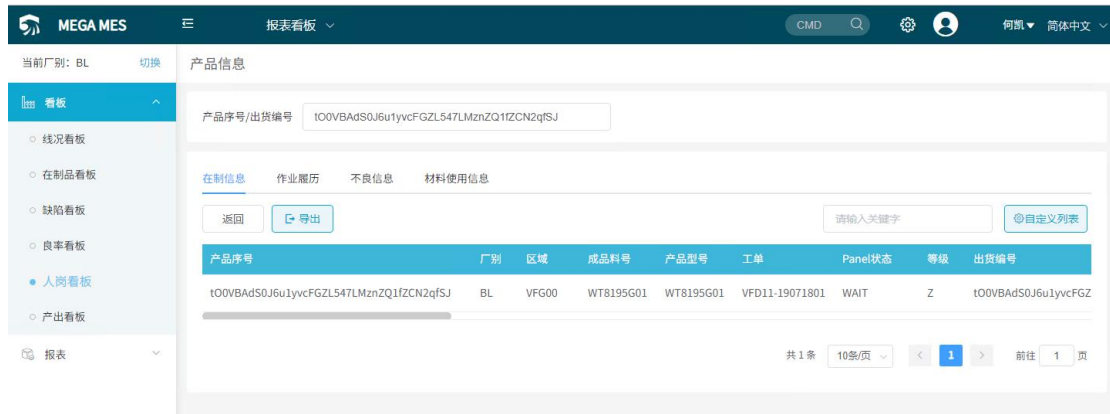 MEGA MES 报表看板 CMD 何凯 简体中文
当前厂别：BL 切换 产品信息
看板
产品序号/出货编号 tO0VBAdS0J6u1yvcFGZL547LMznZQ1fZCN2qfSJ
线况看板
在制品看板
缺陷看板
良率看板
人岗看板
产出看板
报表
在制信息 作业履历 不良信息 材料使用信息
返回 导出 请输入关键字 自定义列表
产品序号 厂别 区域 成品料号 产品型号 工单 Panel状态 等级 出货编号
tO0VBAdS0J6u1yvcFGZL547LMznZQ1fZCN2qfSJ BL VFG00 WT8195G01 WT8195G01 VFD11-19071801 WAIT Z tO0VBAdS0J6u1yvcFGZ
共 1 条 10条/页 1 前往 1 页